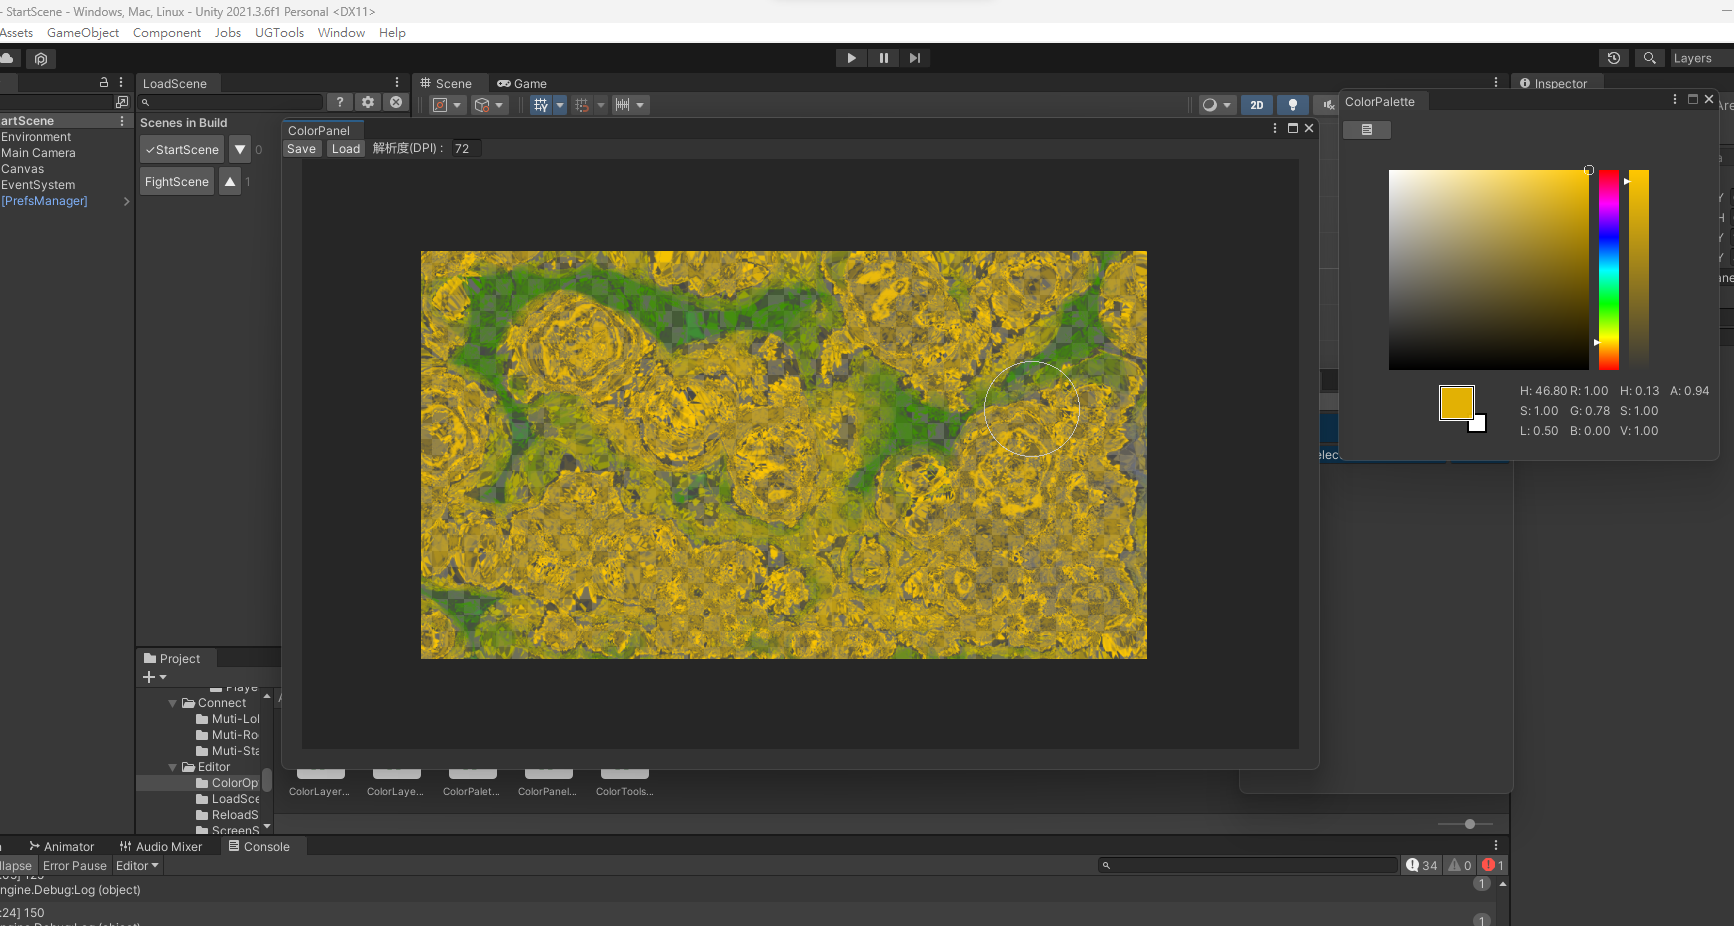 - StartScene - Windows, Mac, Linux - Unity 2021.3.6f1 Personal <DX11>
Assets GameObject Component Jobs UGTools Window Help
Layers
LoadScene
Scene
Game
Inspector
?
2D
ColorPalette
artScene
Environment
Main Camera
Canvas
EventSystem
[PrefsManager]
Scenes in Build
StartScene
0
FightScene
1
ColorPanel
Save Load 解析度(DPI) : 72
H: 46.80 R: 1.00 H: 0.13 A: 0.94
S: 1.00 G: 0.78 S: 1.00
L: 0.50 B: 0.00 V: 1.00
elec
Project
Playe
Connect
Muti-Lol
Muti-Ro
Muti-Sta
Editor
ColorOp
LoadSce
ReloadS
ScreenS
ColorLayer...
ColorLaye...
ColorPalet...
ColorPanel...
ColorTools...
Animator
Audio Mixer
Console
llapse Error Pause Editor
34
0
1
ngine.Debug:Log (object)
1
:24] 150
1